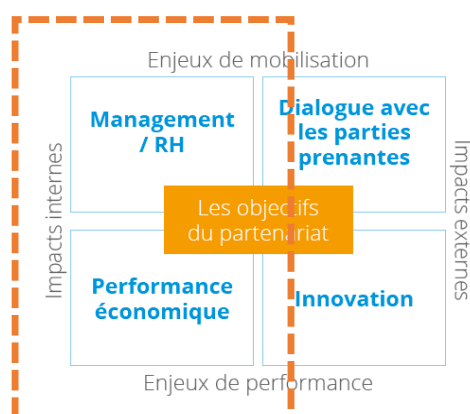 Enjeux de mobilisation
Management
/ RH
Dialogue avec
les parties
prenantes
Impacts internes
Impacts externes
Les objectifs
du partenariat
Performance
économique
Innovation
Enjeux de performance